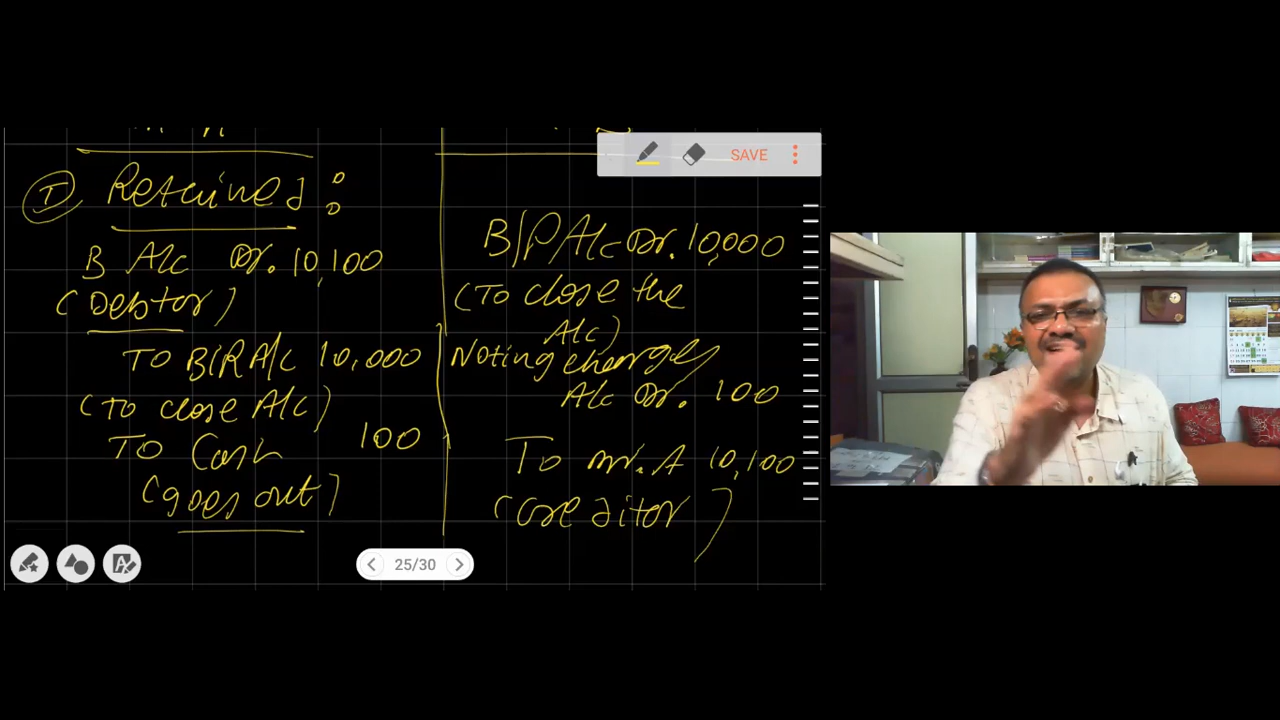 SAVE
① Retained:
B A/c Dr. 10,100
(Debtor)
To B/R A/c 10,000
(To close A/c)
To Cash 100
(goes out)
B/P A/c Dr. 10,000
(To close the
A/c)
Noting charges
A/c Dr. 100
To Mr. A 10,100
(Creditor)
25/30